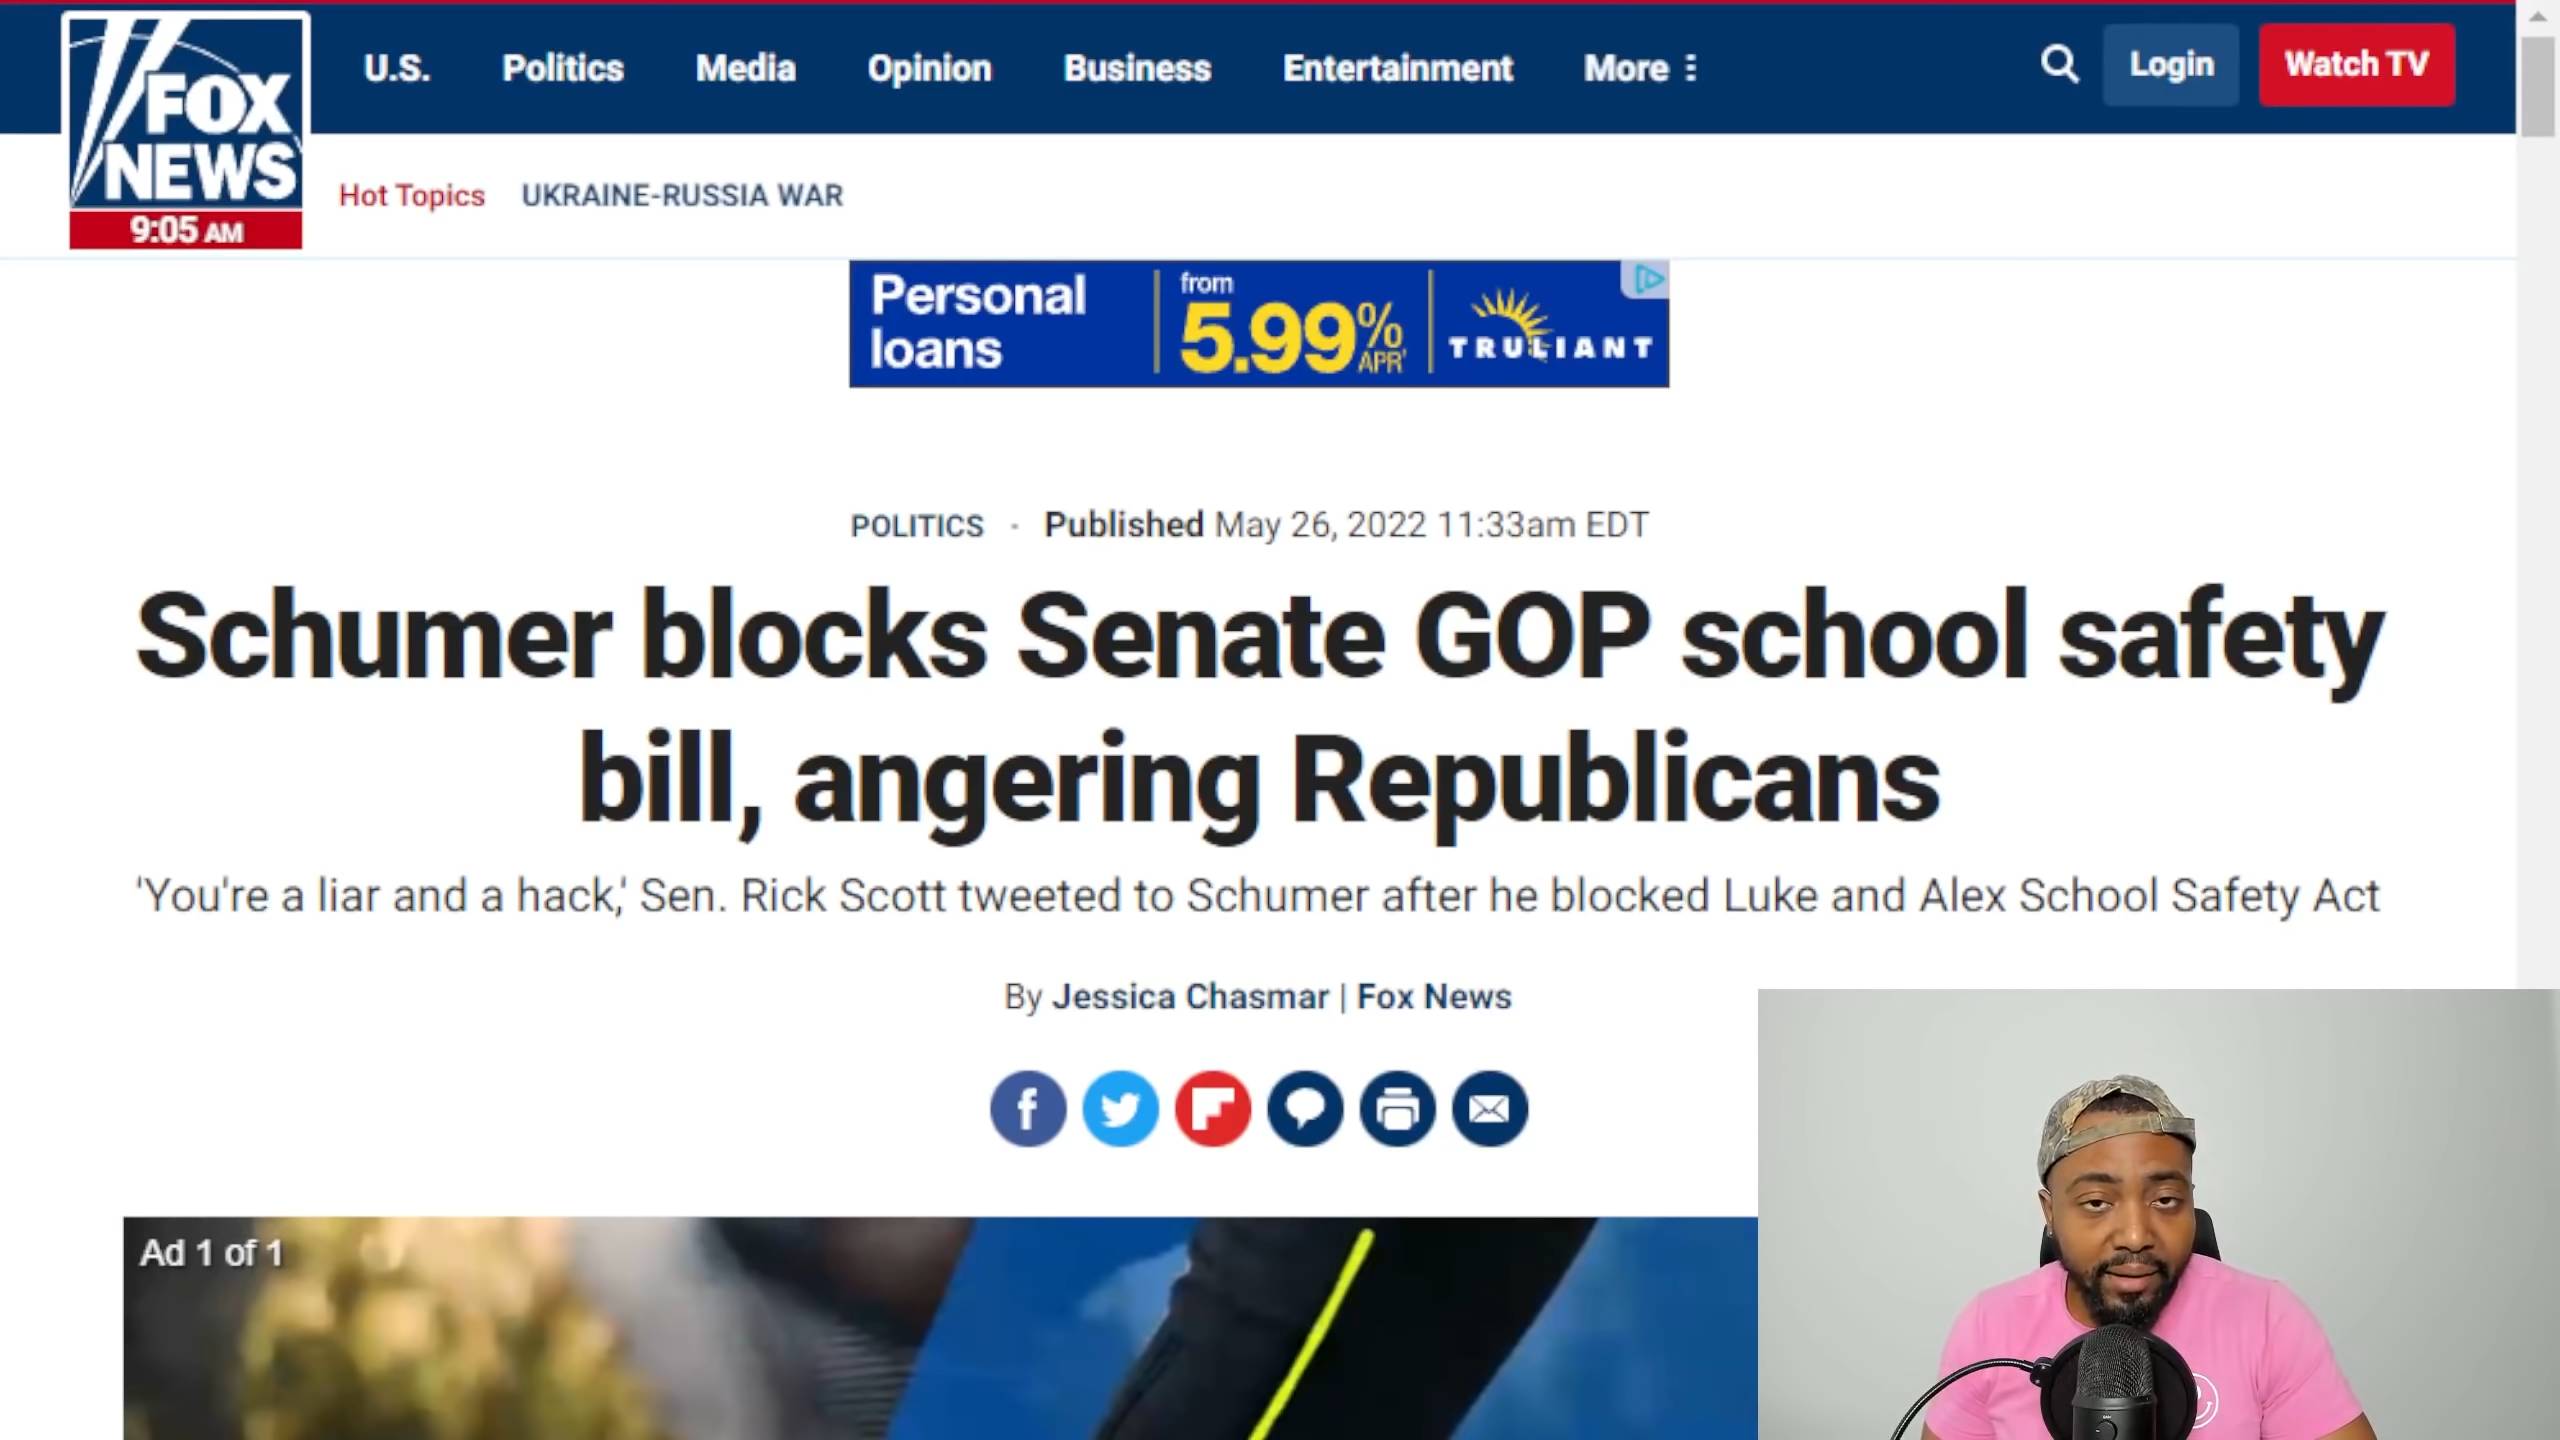 FOX
NEWS
9:05 AM
U.S. Politics Media Opinion Business Entertainment More
Login Watch TV
Hot Topics UKRAINE-RUSSIA WAR
Personal
loans
from
5.99% APR
TRULIANT
POLITICS · Published May 26, 2022 11:33am EDT
Schumer blocks Senate GOP school safety
bill, angering Republicans
'You're a liar and a hack,' Sen. Rick Scott tweeted to Schumer after he blocked Luke and Alex School Safety Act
By Jessica Chasmar | Fox News
Ad 1 of 1